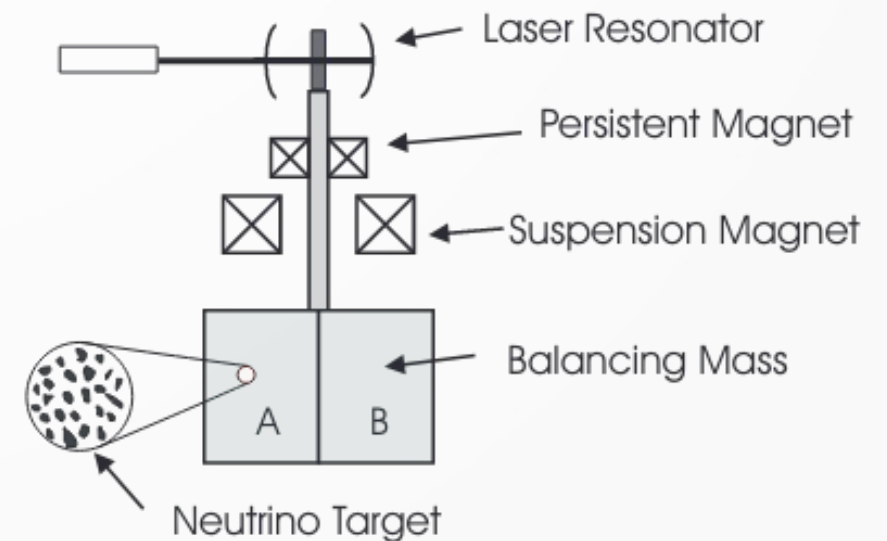 Laser Resonator
Persistent Magnet
Suspension Magnet
Balancing Mass
A
B
Neutrino Target